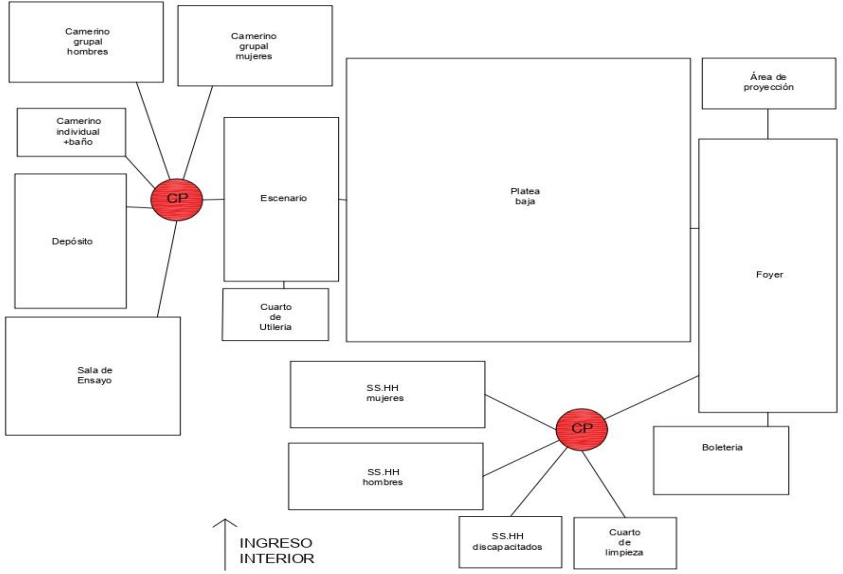 Camerino
grupal
hombres
Camerino
grupal
mujeres
Área de
proyección
Camerino
individual
+baño
CP
Escenario
Platea
baja
Depósito
Foyer
Cuarto
de
Utileria
Sala de
Ensayo
SS.HH
mujeres
CP
Boleteria
SS.HH
hombres
SS.HH
discapacitados
Cuarto
de
limpieza
INGRESO
INTERIOR